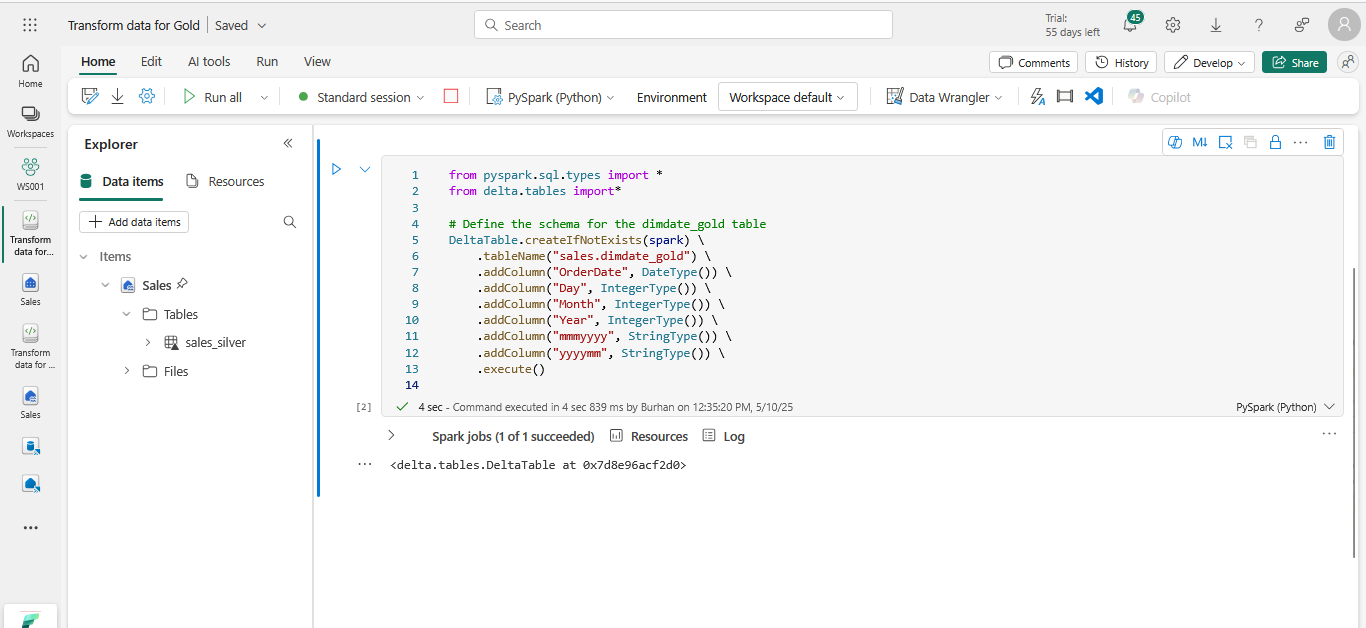 Transform data for Gold Saved
Search
Trial:
55 days left
45
Home
Edit
AI tools
Run
View
Comments
History
Develop
Share
Run all
Standard session
PySpark (Python)
Environment
Workspace default
Data Wrangler
Copilot
Home
Workspaces
WS001
Transform
data for...
Sales
Transform
data for ...
Sales
Explorer
Data items
Resources
Add data items
Items
Sales
Tables
sales_silver
Files
M↓
1 from pyspark.sql.types import *
2 from delta.tables import*
3
4 # Define the schema for the dimdate_gold table
5 DeltaTable.createIfNotExists(spark) \
6 .tableName("sales.dimdate_gold") \
7 .addColumn("OrderDate", DateType()) \
8 .addColumn("Day", IntegerType()) \
9 .addColumn("Month", IntegerType()) \
10 .addColumn("Year", IntegerType()) \
11 .addColumn("mmmyyyy", StringType()) \
12 .addColumn("yyyymm", StringType()) \
13 .execute()
14
[2] 4 sec - Command executed in 4 sec 839 ms by Burhan on 12:35:20 PM, 5/10/25 PySpark (Python)
Spark jobs (1 of 1 succeeded) Resources Log
<delta.tables.DeltaTable at 0x7d8e96acf2d0>